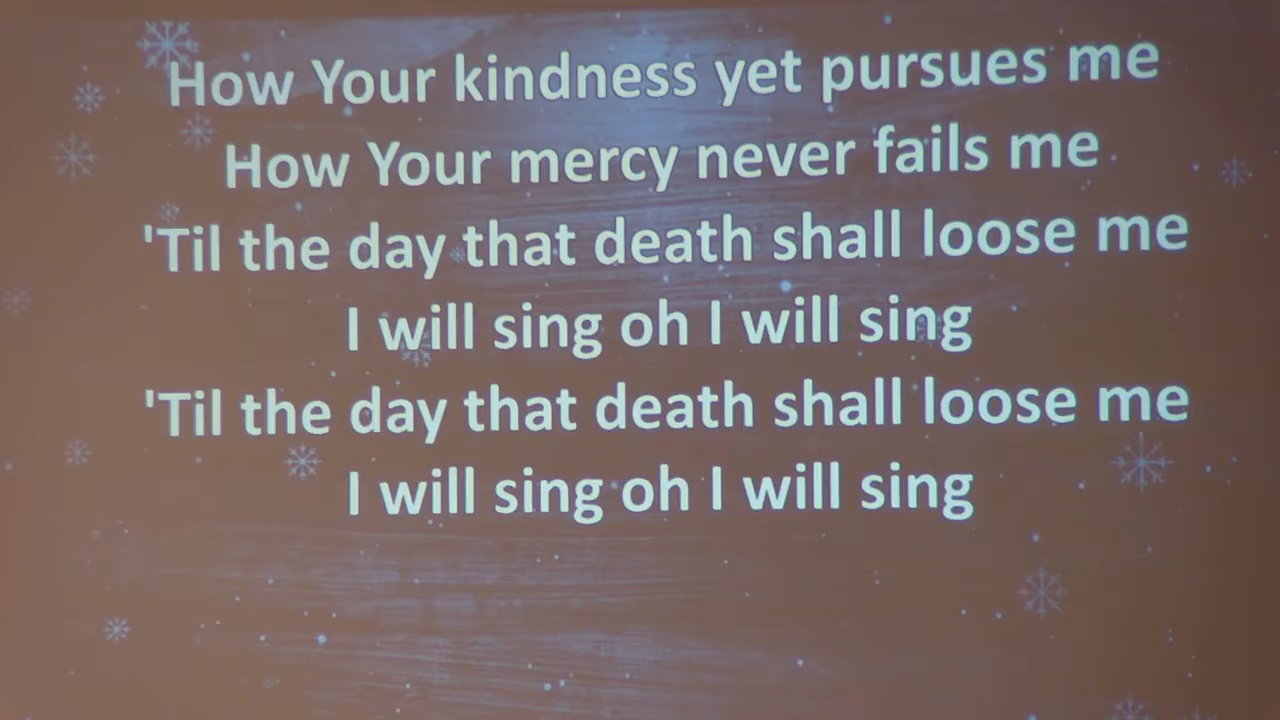 How Your kindness yet pursues me
How Your mercy never fails me
'Til the day that death shall loose me
I will sing oh I will sing
'Til the day that death shall loose me
I will sing oh I will sing